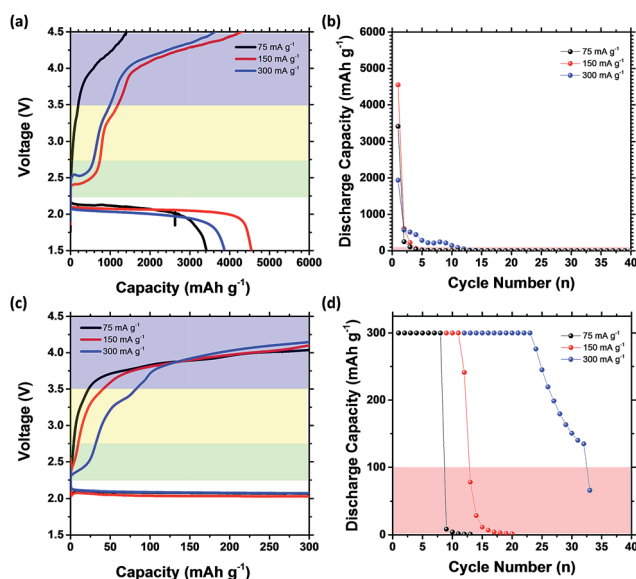 (a)
4.5
4.0
3.5
3.0
2.5
2.0
1.5
Voltage (V)
75 mA g⁻¹
150 mA g⁻¹
300 mA g⁻¹
0 1000 2000 3000 4000 5000 6000
Capacity (mAh g⁻¹)
(b)
6000
5000
4000
3000
2000
1000
0
Discharge Capacity (mAh g⁻¹)
75 mA g⁻¹
150 mA g⁻¹
300 mA g⁻¹
0 5 10 15 20 25 30 35 40
Cycle Number (n)
(c)
4.5
4.0
3.5
3.0
2.5
2.0
1.5
Voltage (V)
75 mA g⁻¹
150 mA g⁻¹
300 mA g⁻¹
0 50 100 150 200 250 300
Capacity (mAh g⁻¹)
(d)
300
200
100
0
Discharge Capacity (mAh g⁻¹)
75 mA g⁻¹
150 mA g⁻¹
300 mA g⁻¹
0 5 10 15 20 25 30 35 40
Cycle Number (n)